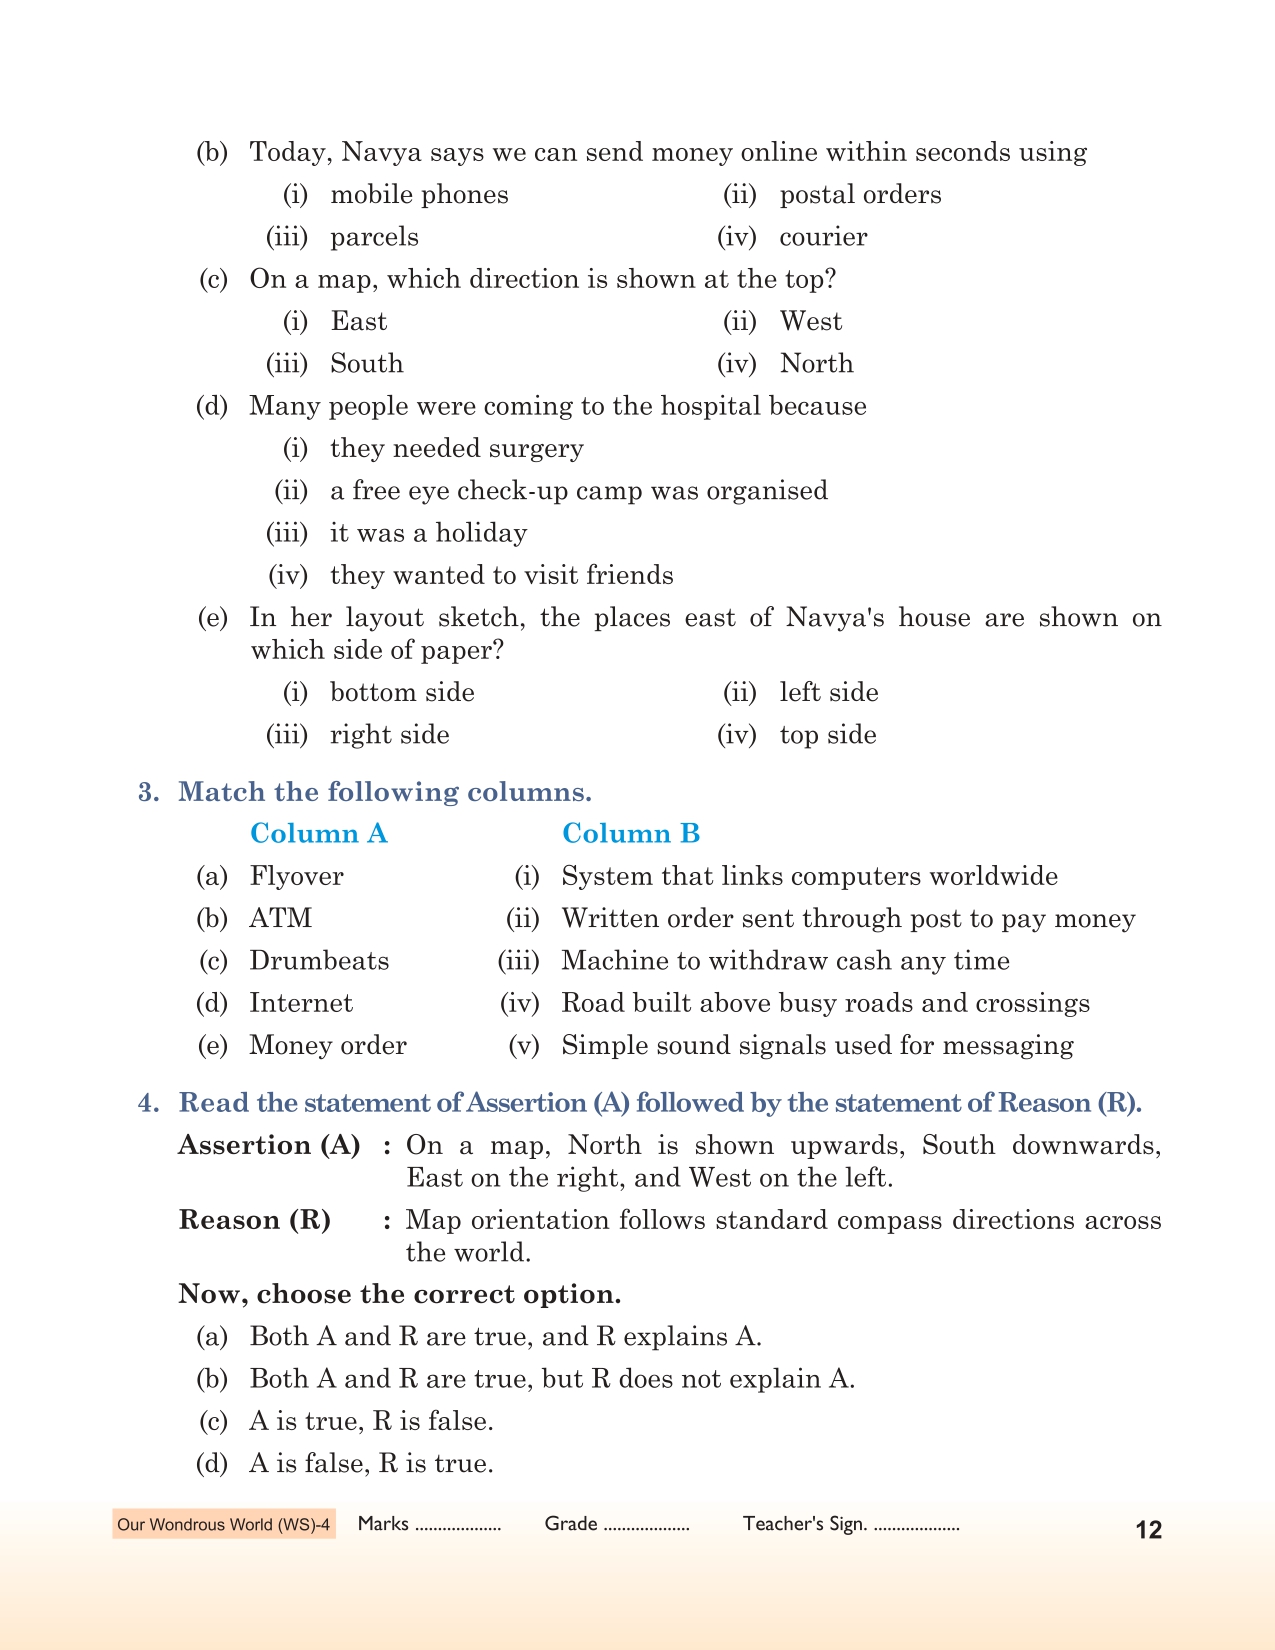 (b) Today, Navya says we can send money online within seconds using
(i) mobile phones (ii) postal orders
(iii) parcels (iv) courier
(c) On a map, which direction is shown at the top?
(i) East (ii) West
(iii) South (iv) North
(d) Many people were coming to the hospital because
(i) they needed surgery
(ii) a free eye check-up camp was organised
(iii) it was a holiday
(iv) they wanted to visit friends
(e) In her layout sketch, the places east of Navya's house are shown on
which side of paper?
(i) bottom side (ii) left side
(iii) right side (iv) top side
3. Match the following columns.
Column A Column B
(a) Flyover (i) System that links computers worldwide
(b) ATM (ii) Written order sent through post to pay money
(c) Drumbeats (iii) Machine to withdraw cash any time
(d) Internet (iv) Road built above busy roads and crossings
(e) Money order (v) Simple sound signals used for messaging
4. Read the statement of Assertion (A) followed by the statement of Reason (R).
Assertion (A) : On a map, North is shown upwards, South downwards,
East on the right, and West on the left.
Reason (R) : Map orientation follows standard compass directions across
the world.
Now, choose the correct option.
(a) Both A and R are true, and R explains A.
(b) Both A and R are true, but R does not explain A.
(c) A is true, R is false.
(d) A is false, R is true.
Our Wondrous World (WS)-4 Marks ................... Grade ................... Teacher's Sign. ................... 12